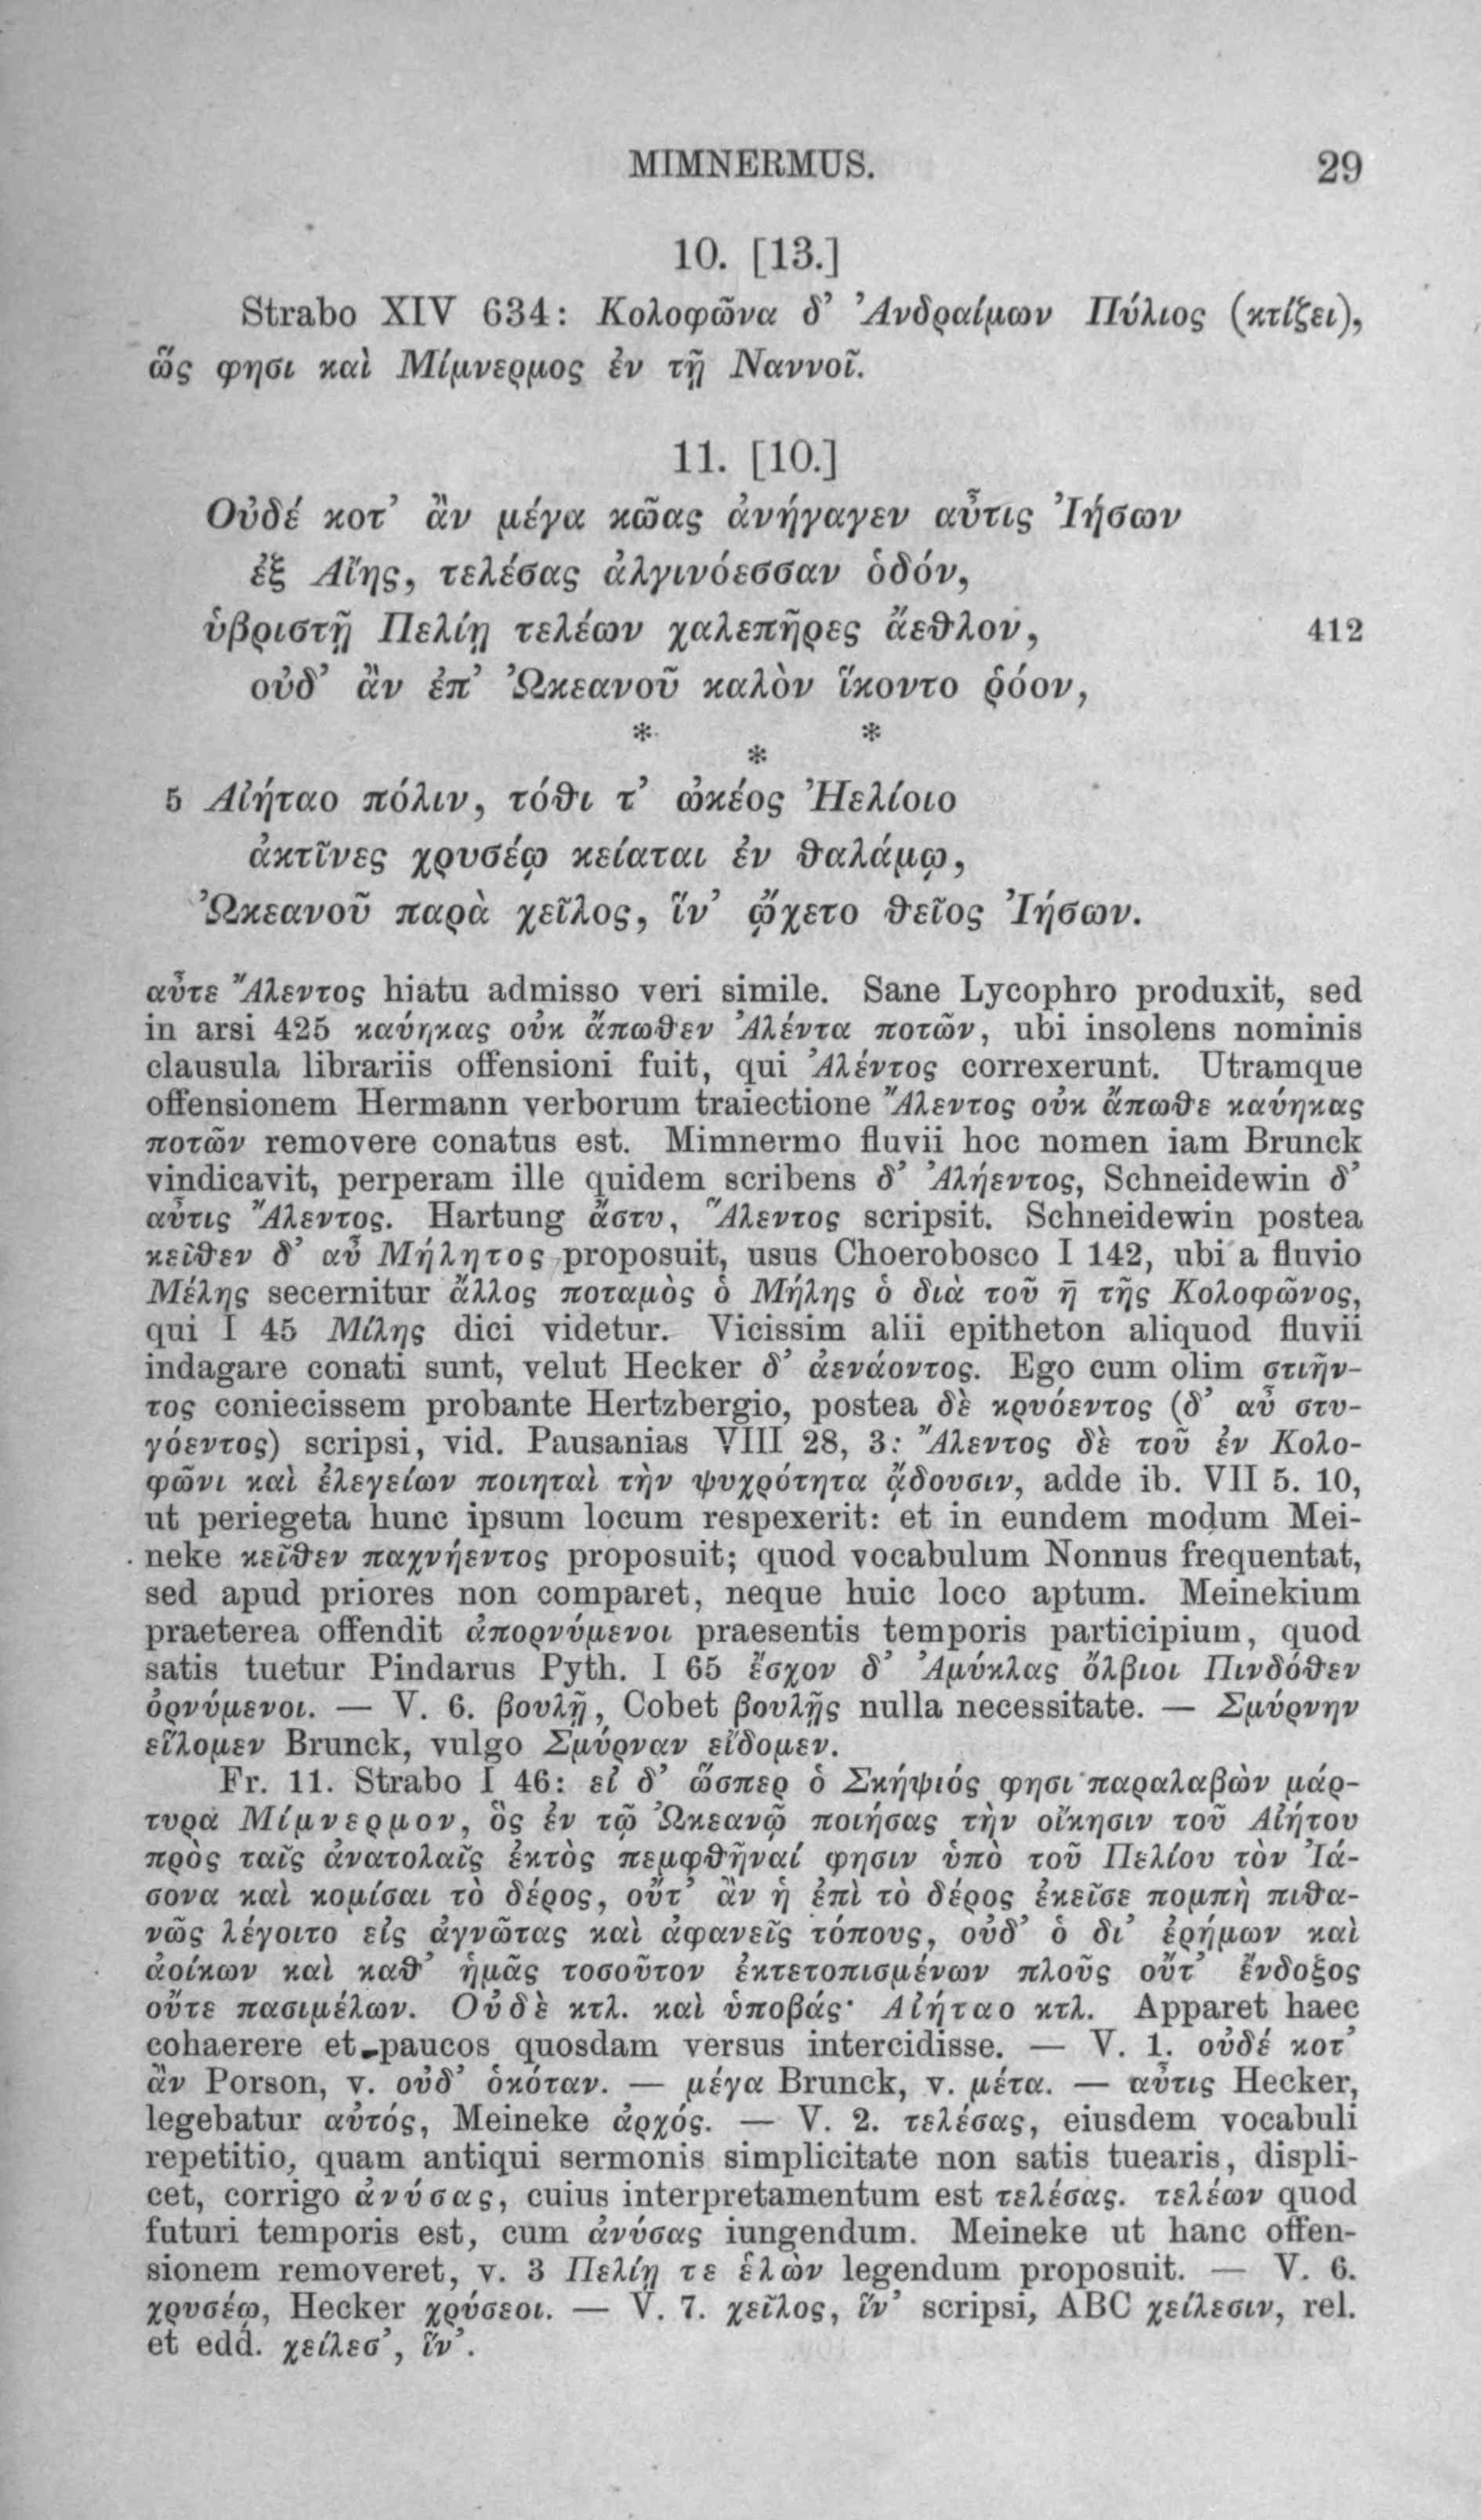 MIMNERMUS. 29
10. [13.]
Strabo XIV 634: Κολοφῶνα δ’ Ἀνδραίμων Πύλιος (κτίζει),
ὥς φησι καὶ Μίμνερμος ἐν τῇ Ναννοῖ.
11. [10.]
Οὐδέ κοτ’ ἂν μέγα κῶας ἀνήγαγεν αὖτις Ἰήσων
ἐξ Αἴης, τελέσας ἀλγινόεσσαν ὁδόν,
ὑβριστῇ Πελίῃ τελέων χαλεπῆρες ἄεθλον, 412
οὐδ’ ἂν ἐπ’ Ὠκεανοῦ καλὸν ἵκοντο ῥόον,
* * *
5 Αἰήταο πόλιν, τόθι τ’ ὠκέος Ἠελίοιο
ἀκτῖνες χρυσέῳ κείαται ἐν θαλάμῳ,
Ὠκεανοῦ παρὰ χεῖλος, ἵν’ ᾤχετο θεῖος Ἰήσων.
αὖτε Ἄλεντος hiatu admisso veri simile. Sane Lycophro produxit, sed
in arsi 425 καύηκας οὐκ ἄπωθεν Ἀλέντα ποτῶν, ubi insolens nominis
clausula librariis offensioni fuit, qui Ἀλέντος correxerunt. Utramque
offensionem Hermann verborum traiectione Ἄλεντος οὐκ ἄπωθε καύηκας
ποτῶν removere conatus est. Mimnermo fluvii hoc nomen iam Brunck
vindicavit, perperam ille quidem scribens δ’ Ἀλήεντος, Schneidewin δ’
αὖτις Ἄλεντος. Hartung ἄστυ, Ἄλεντος scripsit. Schneidewin postea
κεῖθεν δ’ αὖ Μήλητος proposuit, usus Choerobosco I 142, ubi a fluvio
Μέλης secernitur ἄλλος ποταμὸς ὁ Μήλης ὁ διὰ τοῦ η̄ τῆς Κολοφῶνος,
qui I 45 Μίλης dici videtur. Vicissim alii epitheton aliquod fluvii
indagare conati sunt, velut Hecker δ’ ἀενάοντος. Ego cum olim στιῆν-
τος coniecissem probante Hertzbergio, postea δὲ κρυόεντος (δ’ αὖ στυ-
γόεντος) scripsi, vid. Pausanias VIII 28, 3: Ἄλεντος δὲ τοῦ ἐν Κολο-
φῶνι καὶ ἐλεγείων ποιηταὶ τὴν ψυχρότητα ᾄδουσιν, adde ib. VII 5. 10,
ut periegeta hunc ipsum locum respexerit: et in eundem modum Mei-
neke κεῖθεν παχνήεντος proposuit; quod vocabulum Nonnus frequentat,
sed apud priores non comparet, neque huic loco aptum. Meinekium
praeterea offendit ἀπορνύμενοι praesentis temporis participium, quod
satis tuetur Pindarus Pyth. I 65 ἔσχον δ’ Ἀμύκλας ὄλβιοι Πινδόθεν
ὀρνύμενοι. — V. 6. βουλῇ, Cobet βουλῆς nulla necessitate. — Σμύρνην
εἵλομεν Brunck, vulgo Σμύρναν εἵδομεν.
Fr. 11. Strabo I 46: εἰ δ’ ὥσπερ ὁ Σκήψιός φησι παραλαβὼν μάρ-
τυρα Μίμνερμον, ὃς ἐν τῷ Ὠκεανῷ ποιήσας τὴν οἴκησιν τοῦ Αἰήτου
πρὸς ταῖς ἀνατολαῖς ἐκτὸς πεμφθῆναί φησιν ὑπὸ τοῦ Πελίου τὸν Ἰά-
σονα καὶ κομίσαι τὸ δέρος, οὔτ’ ἂν ἡ ἐπὶ τὸ δέρος ἐκεῖσε πομπὴ πιθα-
νῶς λέγοιτο εἰς ἀγνῶτας καὶ ἀφανεῖς τόπους, οὐδ’ ὁ δι’ ἐρήμων καὶ
ἀοίκων καὶ καθ’ ἡμᾶς τοσοῦτον ἐκτετοπισμένων πλοῦς οὔτ’ ἔνδοξος
οὔτε πασιμέλων. Οὐδὲ κτλ. καὶ ὑποβάς· Αἰήταο κτλ. Apparet haec
cohaerere et paucos quosdam versus intercidisse. — V. 1. οὐδέ κοτ’
ἂν Porson, v. οὐδ’ ὁκόταν. — μέγα Brunck, v. μέτα. — αὖτις Hecker,
legebatur αὐτός, Meineke ἀρχός. — V. 2. τελέσας, eiusdem vocabuli
repetitio, quam antiqui sermonis simplicitate non satis tuearis, displi-
cet, corrigo ἀνύσας, cuius interpretamentum est τελέσας. τελέων quod
futuri temporis est, cum ἀνύσας iungendum. Meineke ut hanc offen-
sionem removeret, v. 3 Πελίῃ τε ἑλὼν legendum proposuit. — V. 6.
χρυσέῳ, Hecker χρύσεοι. — V. 7. χεῖλος, ἵν’ scripsi, ABC χείλεσιν, rel.
et edd. χείλεσ’, ἵν’.